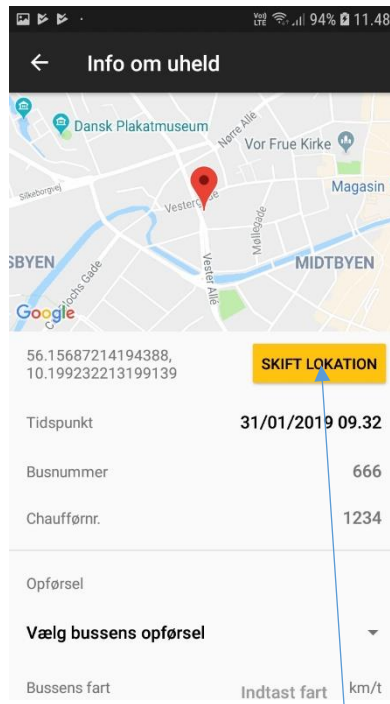 VoLTE 94% 11.48
Info om uheld
Dansk Plakatmuseum
Nørre Allé
Vor Frue Kirke
Silkeborgvej
Vestergade
Magasin
Møllegade
SBYEN
Vester Allé
MIDTBYEN
Google
56.15687214194388,
10.199232213199139
SKIFT LOKATION
Tidspunkt 31/01/2019 09.32
Busnummer 666
Chaufførnr. 1234
Opførsel
Vælg bussens opførsel
Bussens fart Indtast fart km/t